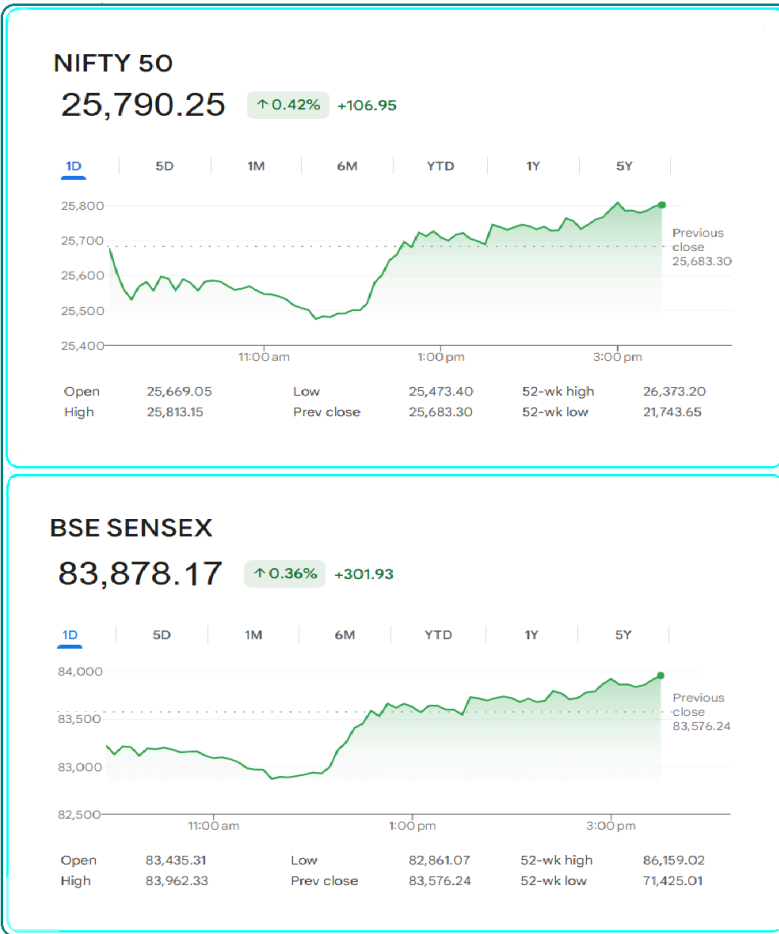 NIFTY 50
25,790.25 ↑ 0.42% +106.95
1D 5D 1M 6M YTD 1Y 5Y
25,800
25,700
25,600
25,500
25,400
Previous
close
25,683.30
11:00 am 1:00 pm 3:00 pm
Open 25,669.05 Low 25,473.40 52-wk high 26,373.20
High 25,813.15 Prev close 25,683.30 52-wk low 21,743.65
BSE SENSEX
83,878.17 ↑ 0.36% +301.93
1D 5D 1M 6M YTD 1Y 5Y
84,000
83,500
83,000
82,500
Previous
close
83,576.24
11:00 am 1:00 pm 3:00 pm
Open 83,435.31 Low 82,861.07 52-wk high 86,159.02
High 83,962.33 Prev close 83,576.24 52-wk low 71,425.01